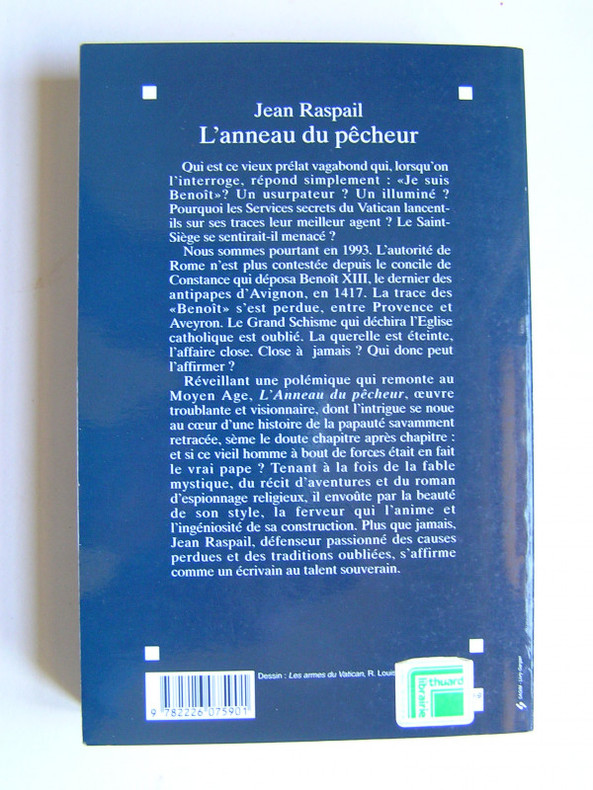 Jean Raspail
L'anneau du pêcheur
Qui est ce vieux prélat vagabond qui, lorsqu'on
l'interroge, répond simplement : «Je suis
Benoît»? Un usurpateur ? Un illuminé ?
Pourquoi les Services secrets du Vatican lancent-
ils sur ses traces leur meilleur agent ? Le Saint-
Siège se sentirait-il menacé ?
Nous sommes pourtant en 1993. L'autorité de
Rome n'est plus contestée depuis le concile de
Constance qui déposa Benoît XIII, le dernier des
antipapes d'Avignon, en 1417. La trace des
«Benoît» s'est perdue, entre Provence et
Aveyron. Le Grand Schisme qui déchira l'Eglise
catholique est oublié. La querelle est éteinte,
l'affaire close. Close à jamais ? Qui donc peut
l'affirmer ?
Réveillant une polémique qui remonte au
Moyen Age, L'Anneau du pêcheur, œuvre
troublante et visionnaire, dont l'intrigue se noue
au cœur d'une histoire de la papauté savamment
retracée, sème le doute chapitre après chapitre :
et si ce vieil homme à bout de forces était en fait
le vrai pape ? Tenant à la fois de la fable
mystique, du récit d'aventures et du roman
d'espionnage religieux, il envoûte par la beauté
de son style, la ferveur qui l'anime et
l'ingéniosité de sa construction. Plus que jamais,
Jean Raspail, défenseur passionné des causes
perdues et des traditions oubliées, s'affirme
comme un écrivain au talent souverain.
Dessin : Les armes du Vatican, R. Louis
9 782226 075901
thuard
librairie